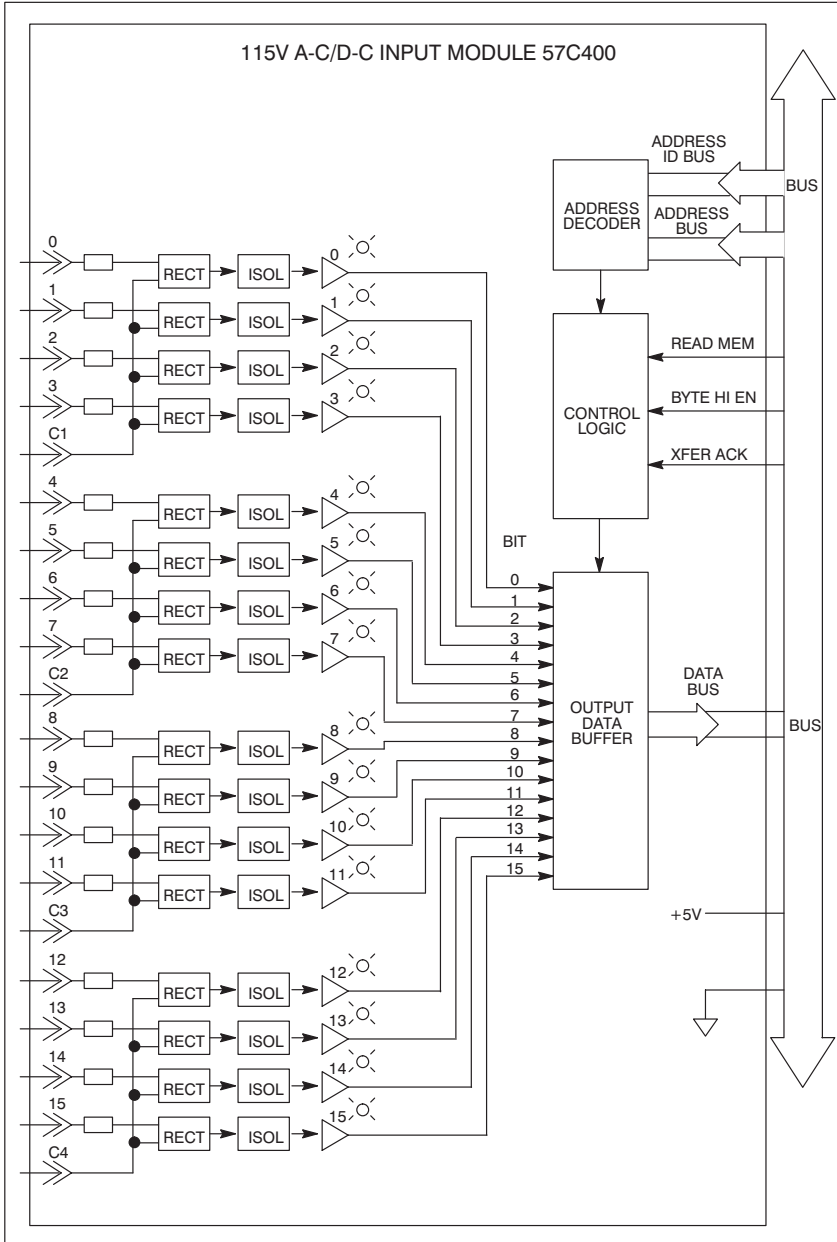 115V A-C/D-C INPUT MODULE 57C400
ADDRESS
ID BUS
BUS
ADDRESS
DECODER
ADDRESS
BUS
0
RECT
ISOL
0
1
RECT
ISOL
1
2
RECT
ISOL
2
3
RECT
ISOL
3
C1
READ MEM
BYTE HI EN
CONTROL
LOGIC
XFER ACK
4
RECT
ISOL
4
5
RECT
ISOL
5
6
RECT
ISOL
6
7
RECT
ISOL
7
C2
BIT
0
1
2
3
4
5
6
7
8
9
10
11
12
13
14
15
OUTPUT
DATA
BUFFER
DATA
BUS
BUS
8
RECT
ISOL
8
9
RECT
ISOL
9
10
RECT
ISOL
10
11
RECT
ISOL
11
C3
+5V
12
RECT
ISOL
12
13
RECT
ISOL
13
14
RECT
ISOL
14
15
RECT
ISOL
15
C4